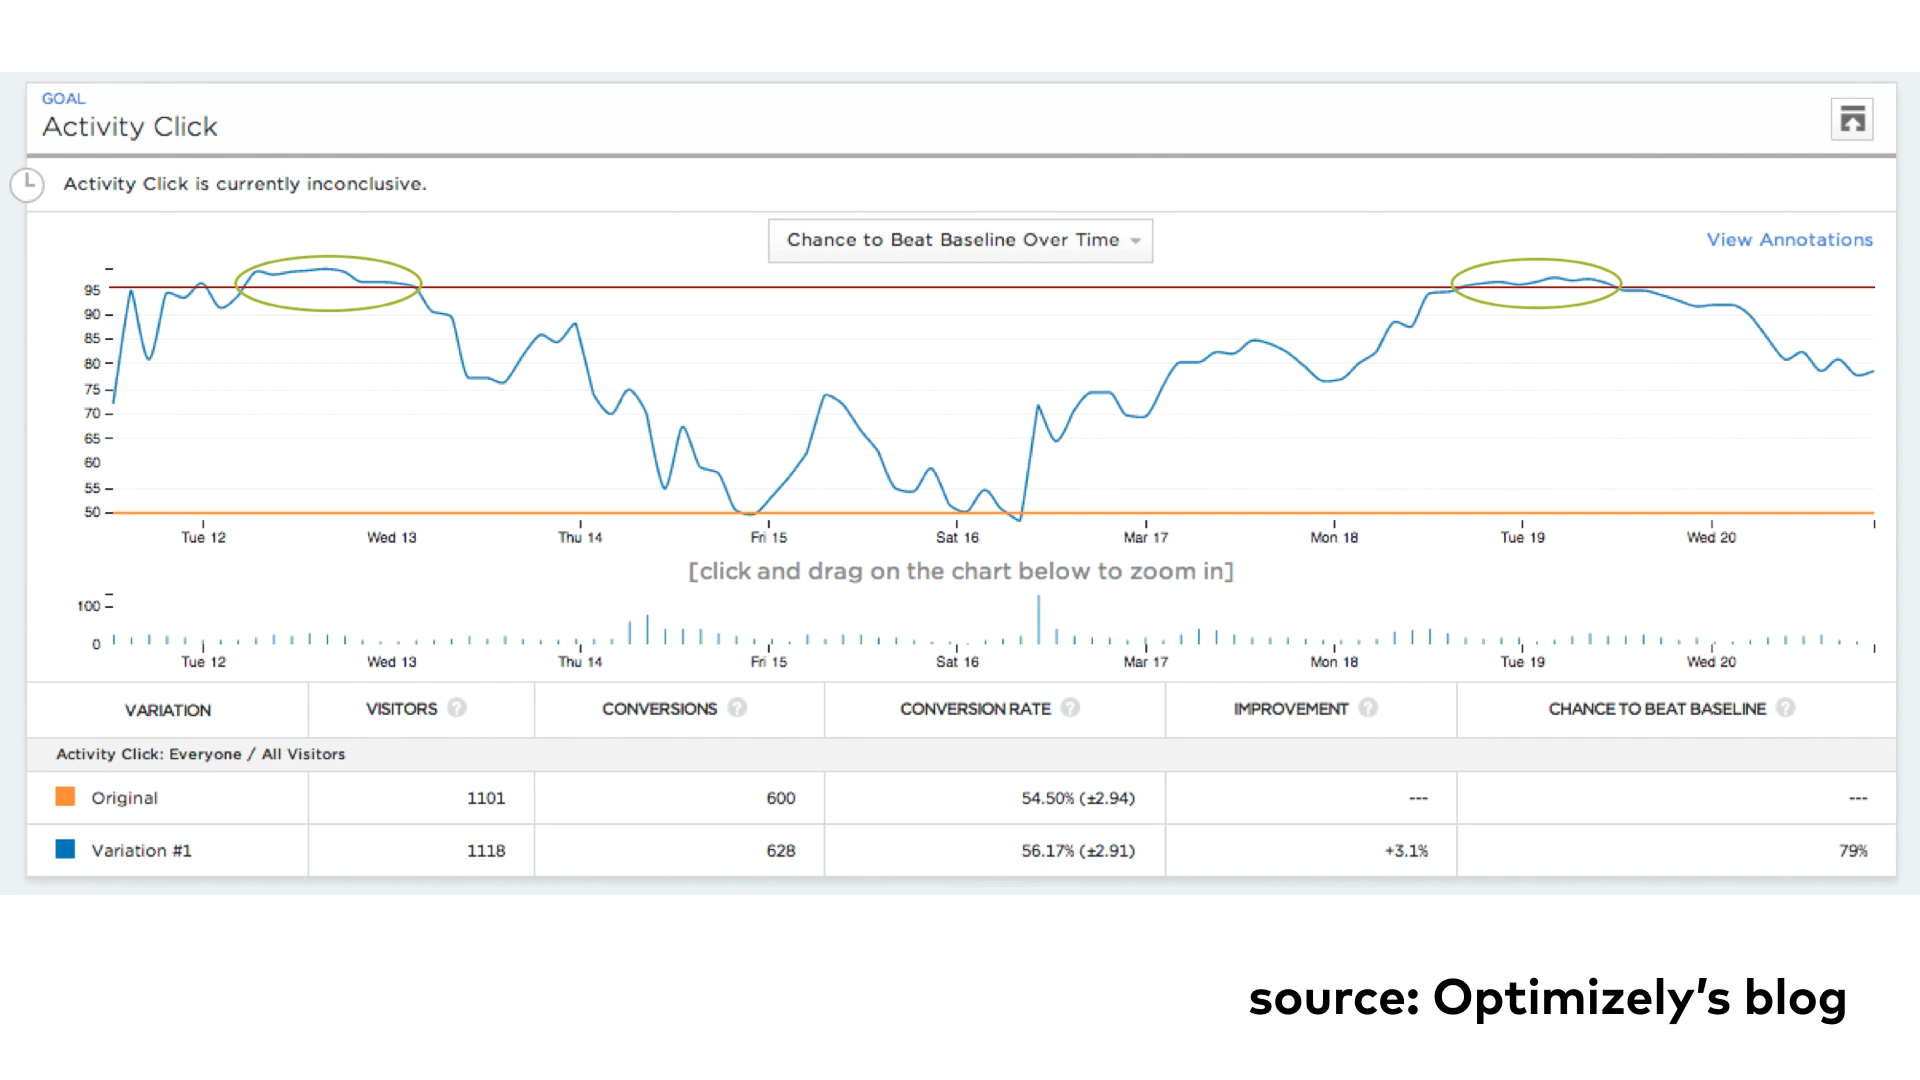 GOAL
Activity Click
Activity Click is currently inconclusive.
Chance to Beat Baseline Over Time
View Annotations
95
90
85
80
75
70
65
60
55
50
Tue 12 Wed 13 Thu 14 Fri 15 Sat 16 Mar 17 Mon 18 Tue 19 Wed 20
[click and drag on the chart below to zoom in]
100
0
Tue 12 Wed 13 Thu 14 Fri 15 Sat 16 Mar 17 Mon 18 Tue 19 Wed 20
VARIATION VISITORS ? CONVERSIONS ? CONVERSION RATE ? IMPROVEMENT ? CHANCE TO BEAT BASELINE ?
Activity Click: Everyone / All Visitors
Original 1101 600 54.50% (±2.94) --- ---
Variation #1 1118 628 56.17% (±2.91) +3.1% 79%
source: Optimizely’s blog